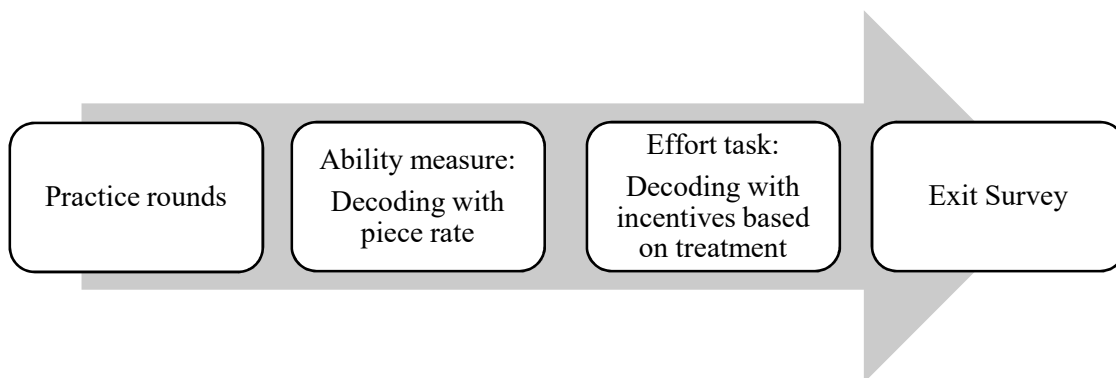 Practice rounds
Ability measure:
Decoding with
piece rate
Effort task:
Decoding with
incentives based
on treatment
Exit Survey